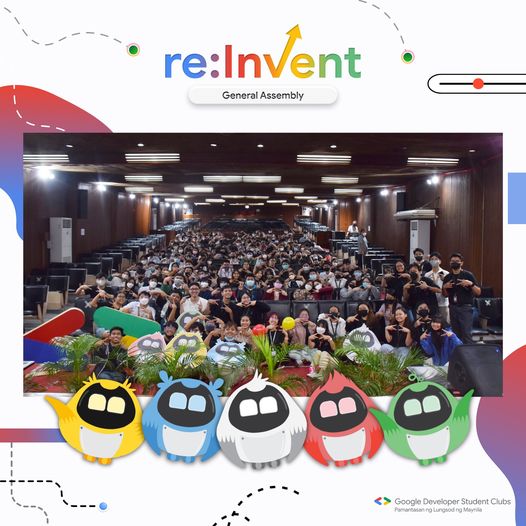 re:Invent
General Assembly
Google Developer Student Clubs
Pamantasan ng Lungsod ng Maynila